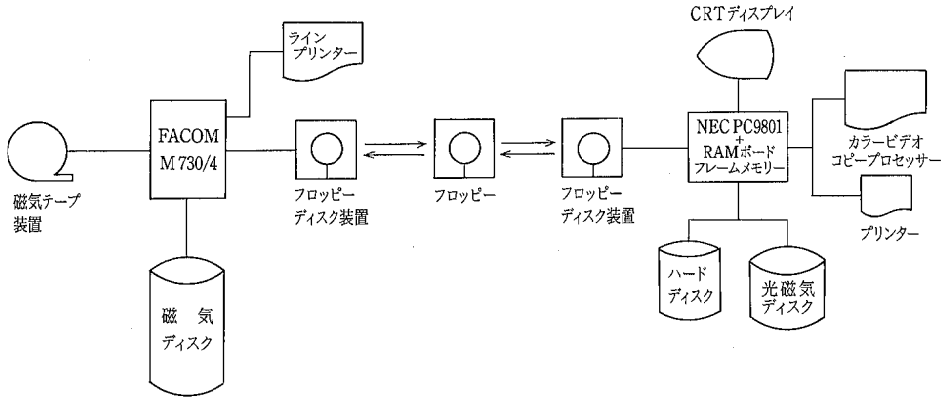 CRTディスプレイ
ライン
プリンター
FACOM
M730/4
NEC PC9801
+
RAMボード
フレームメモリー
カラービデオ
コピープロセッサー
磁気テープ
装置
フロッピー
ディスク装置
フロッピー
フロッピー
ディスク装置
プリンター
ハード
ディスク
光磁気
ディスク
磁 気
ディスク